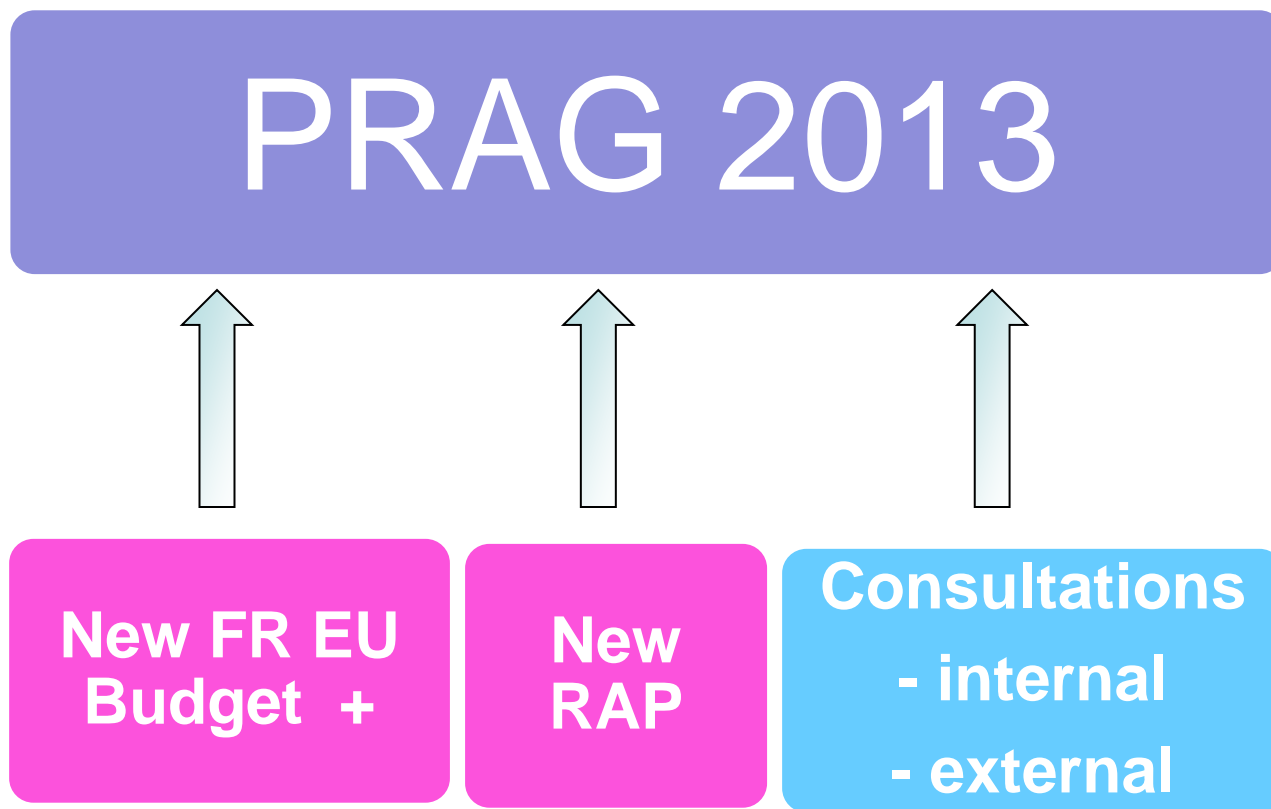 PRAG 2013
New FR EU
Budget +
New
RAP
Consultations
- internal
- external